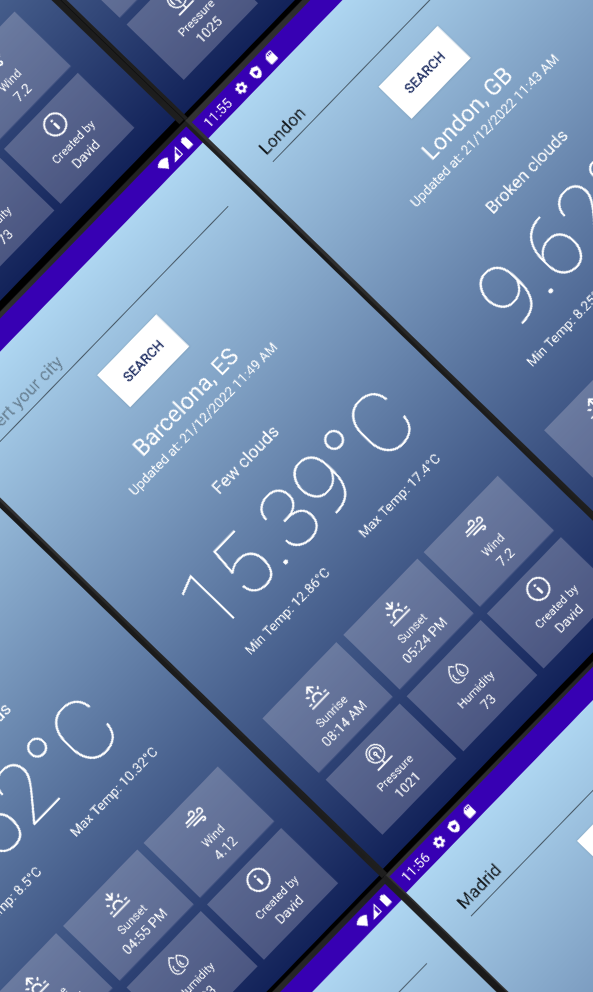 Pressure
1025
Wind
7.2
Created by
David
73
11:55
London
SEARCH
London, GB
Updated at: 21/12/2022 11:43 AM
Broken clouds
9.62°
Min Temp: 8.25°
ert your city
SEARCH
Barcelona, ES
Updated at: 21/12/2022 11:49 AM
Few clouds
15.39°C
Min Temp: 12.86°C
Max Temp: 17.4°C
Sunrise
08:14 AM
Sunset
05:24 PM
Wind
7.2
Pressure
1021
Humidity
73
Created by
David
2°C
8.5°C
Max Temp: 10.32°C
Sunset
04:55 PM
Wind
4.12
Humidity
Created by
David
11:56
Madrid